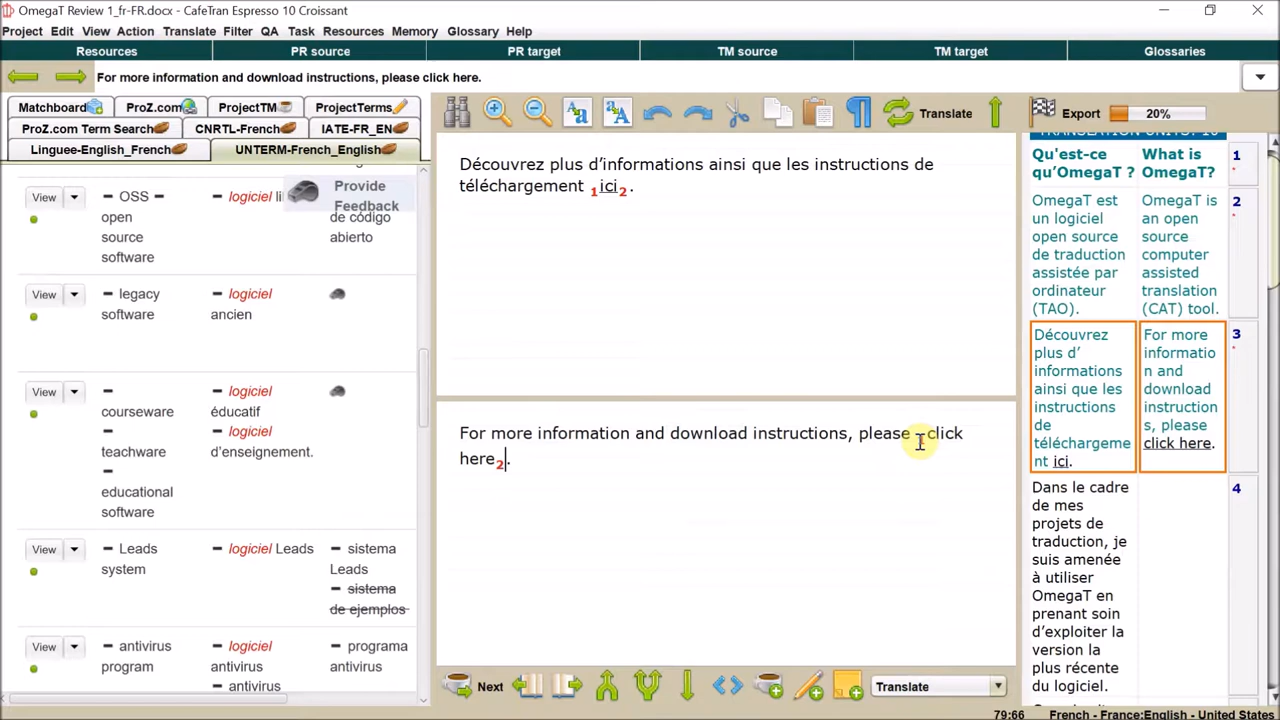 OmegaT Review 1_fr-FR.docx - CafeTran Espresso 10 Croissant
Project Edit View Action Translate Filter QA Task Resources Memory Glossary Help
Resources PR source PR target TM source TM target Glossaries
For more information and download instructions, please click here.
Matchboard ProZ.com ProjectTM ProjectTerms
ProZ.com Term Search CNRTL-French IATE-FR_EN
Linguee-English_French UNTERM-French_English
Translate
Export 20%
View
OSS
open
source
software
logiciel
de código
abierto
Provide
Feedback
View
legacy
software
logiciel
ancien
View
courseware
teachware
educational
software
logiciel
éducatif
logiciel
d'enseignement.
View
Leads
system
logiciel Leads
sistema
Leads
sistema
de ejemplos
View
antivirus
program
logiciel
antivirus
antivirus
programa
antivirus
Découvrez plus d’informations ainsi que les instructions de
téléchargement 1ici2.
For more information and download instructions, please click
here2.
Next
Translate
Qu'est-ce
qu’OmegaT ?
What is
OmegaT?
1
OmegaT est
un logiciel
open source
de traduction
assistée par
ordinateur
(TAO).
OmegaT is
an open
source
computer
assisted
translation
(CAT) tool.
2
Découvrez
plus d’
informations
ainsi que les
instructions
de
téléchargeme
nt ici.
For more
informatio
n and
download
instruction
s, please
click here.
3
Dans le cadre
de mes
projets de
traduction, je
suis amenée
à utiliser
OmegaT en
prenant soin
d’exploiter la
version la
plus récente
du logiciel.
4
79:66 French - France:English - United States